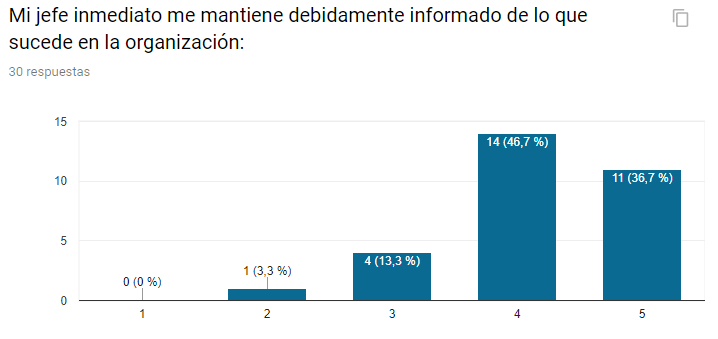 Mi jefe inmediato me mantiene debidamente informado de lo que
sucede en la organización:
30 respuestas
15
10
5
0
0 (0 %)
1 (3,3 %)
4 (13,3 %)
14 (46,7 %)
11 (36,7 %)
1
2
3
4
5